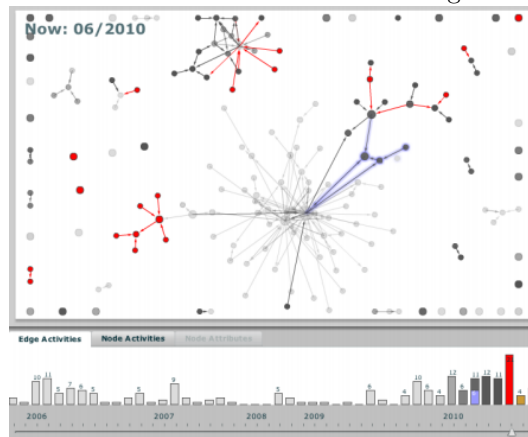 Now: 06/2010
Edge Activities Node Activities Node Attributes
10 11 5 7 6 5 5 9 5 6 4 10 6 4 12 6 11 12 11 4
2006 2007 2008 2009 2010